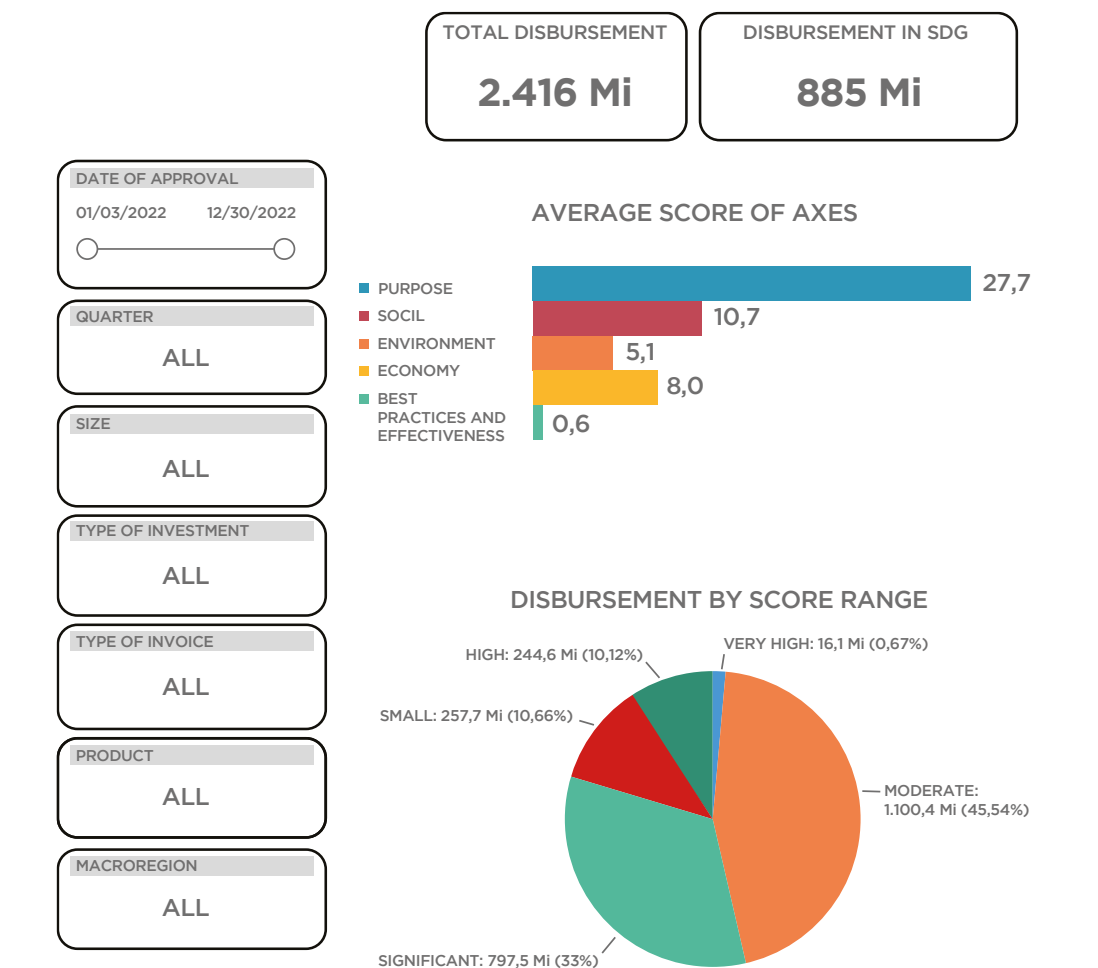 TOTAL DISBURSEMENT
2.416 Mi
DISBURSEMENT IN SDG
885 Mi
DATE OF APPROVAL
01/03/2022 12/30/2022
QUARTER
ALL
SIZE
ALL
TYPE OF INVESTMENT
ALL
TYPE OF INVOICE
ALL
PRODUCT
ALL
MACROREGION
ALL
AVERAGE SCORE OF AXES
PURPOSE
SOCIL
ENVIRONMENT
ECONOMY
BEST
PRACTICES AND
EFFECTIVENESS
27,7
10,7
5,1
8,0
0,6
DISBURSEMENT BY SCORE RANGE
VERY HIGH: 16,1 Mi (0,67%)
HIGH: 244,6 Mi (10,12%)
SMALL: 257,7 Mi (10,66%)
MODERATE:
1.100,4 Mi (45,54%)
SIGNIFICANT: 797,5 Mi (33%)